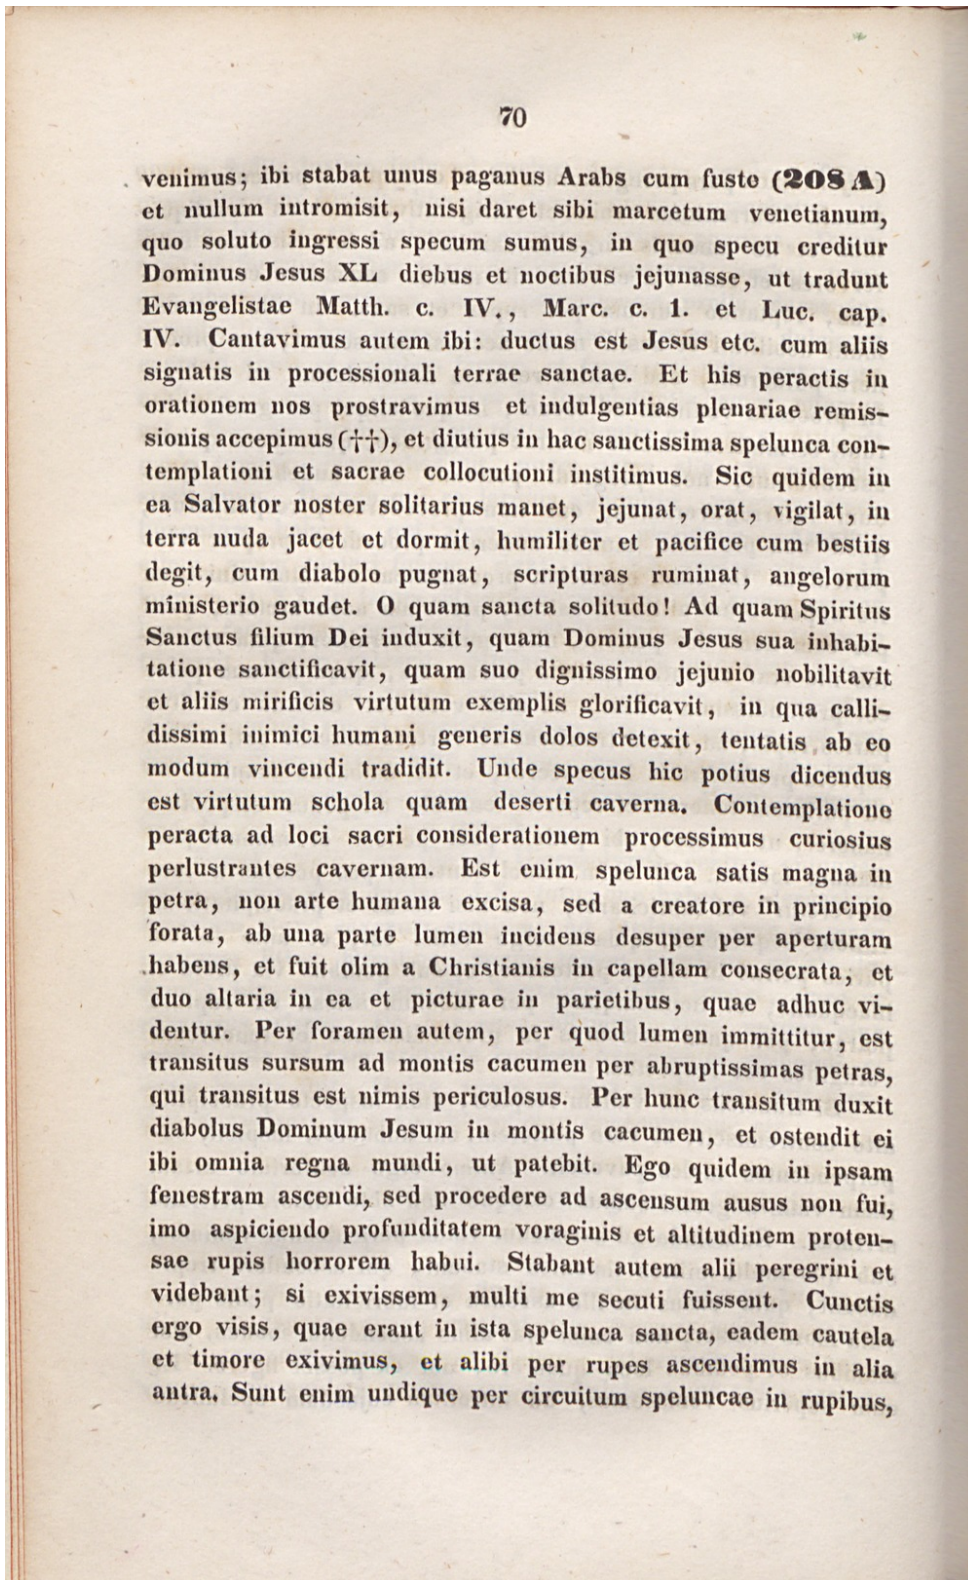 70
venimus; ibi stabat unus paganus Arabs cum fuste (208 A)
et nullum intromisit, nisi daret sibi marcetum venetianum,
quo soluto ingressi specum sumus, in quo specu creditur
Dominus Jesus XL diebus et noctibus jejunasse, ut tradunt
Evangelistae Matth. c. IV., Marc. c. 1. et Luc. cap.
IV. Cantavimus autem ibi: ductus est Jesus etc. cum aliis
signatis in processionali terrae sanctae. Et his peractis in
orationem nos prostravimus et indulgentias plenariae remis-
sionis accepimus (††), et diutius in hac sanctissima spelunca con-
templationi et sacrae collocutioni institimus. Sic quidem in
ea Salvator noster solitarius manet, jejunat, orat, vigilat, in
terra nuda jacet et dormit, humiliter et pacifice cum bestiis
degit, cum diabolo pugnat, scripturas ruminat, angelorum
ministerio gaudet. O quam sancta solitudo! Ad quam Spiritus
Sanctus filium Dei induxit, quam Dominus Jesus sua inhabi-
tatione sanctificavit, quam suo dignissimo jejunio nobilitavit
et aliis mirificis virtutum exemplis glorificavit, in qua calli-
dissimi inimici humani generis dolos detexit, tentatis ab eo
modum vincendi tradidit. Unde specus hic potius dicendus
est virtutum schola quam deserti caverna. Contemplatione
peracta ad loci sacri considerationem processimus curiosius
perlustrantes cavernam. Est enim spelunca satis magna in
petra, non arte humana excisa, sed a creatore in principio
forata, ab una parte lumen incidens desuper per aperturam
habens, et fuit olim a Christianis in capellam consecrata, et
duo altaria in ea et picturae in parietibus, quae adhuc vi-
dentur. Per foramen autem, per quod lumen immittitur, est
transitus sursum ad montis cacumen per abruptissimas petras,
qui transitus est nimis periculosus. Per hunc transitum duxit
diabolus Dominum Jesum in montis cacumen, et ostendit ei
ibi omnia regna mundi, ut patebit. Ego quidem in ipsam
fenestram ascendi, sed procedere ad ascensum ausus non fui,
imo aspiciendo profunditatem voraginis et altitudinem proten-
sae rupis horrorem habui. Stabant autem alii peregrini et
videbant; si exivissem, multi me secuti fuissent. Cunctis
ergo visis, quae erant in ista spelunca sancta, eadem cautela
et timore exivimus, et alibi per rupes ascendimus in alia
antra. Sunt enim undique per circuitum speluncae in rupibus,